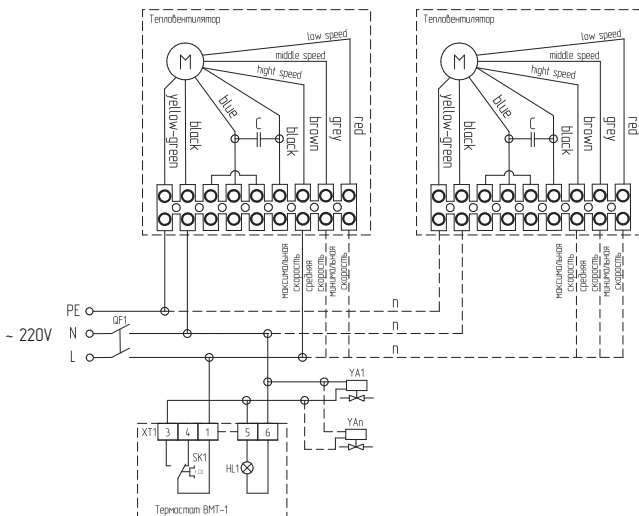 Тепловентилятор
Тепловентилятор
low speed
middle speed
hight speed
M
yellow-green
black
blue
C
black
brown
grey
red
low speed
middle speed
hight speed
M
yellow-green
black
blue
C
black
brown
grey
red
максимальная
скорость
средняя
скорость
минимальная
скорость
максимальная
скорость
средняя
скорость
минимальная
скорость
PE
n
QF1
~ 220V
N
n
L
n
YA1
YAn
XT1
3
4
1
5
6
SK1
HL1
Термостат ВМТ-1